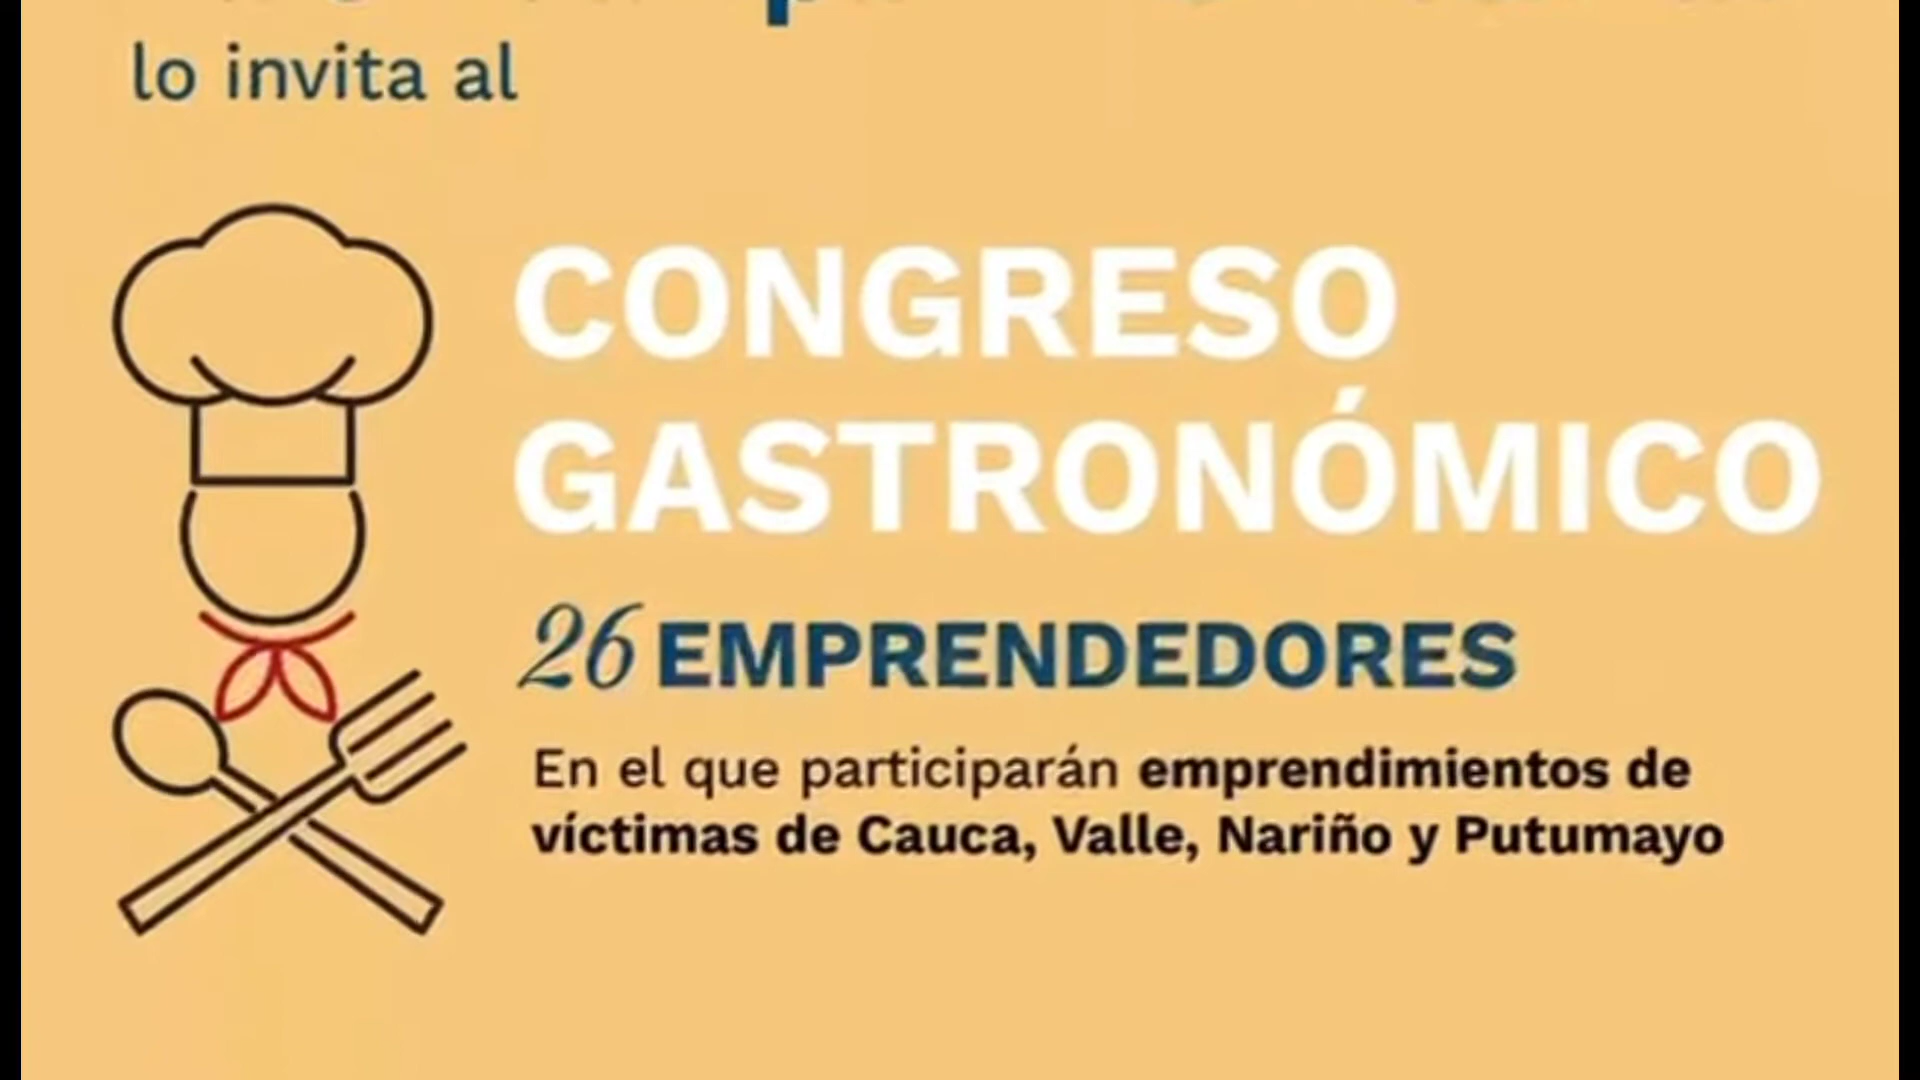 lo invita al
CONGRESO
GASTRONÓMICO
26 EMPRENDEDORES
En el que participarán emprendimientos de
víctimas de Cauca, Valle, Nariño y Putumayo